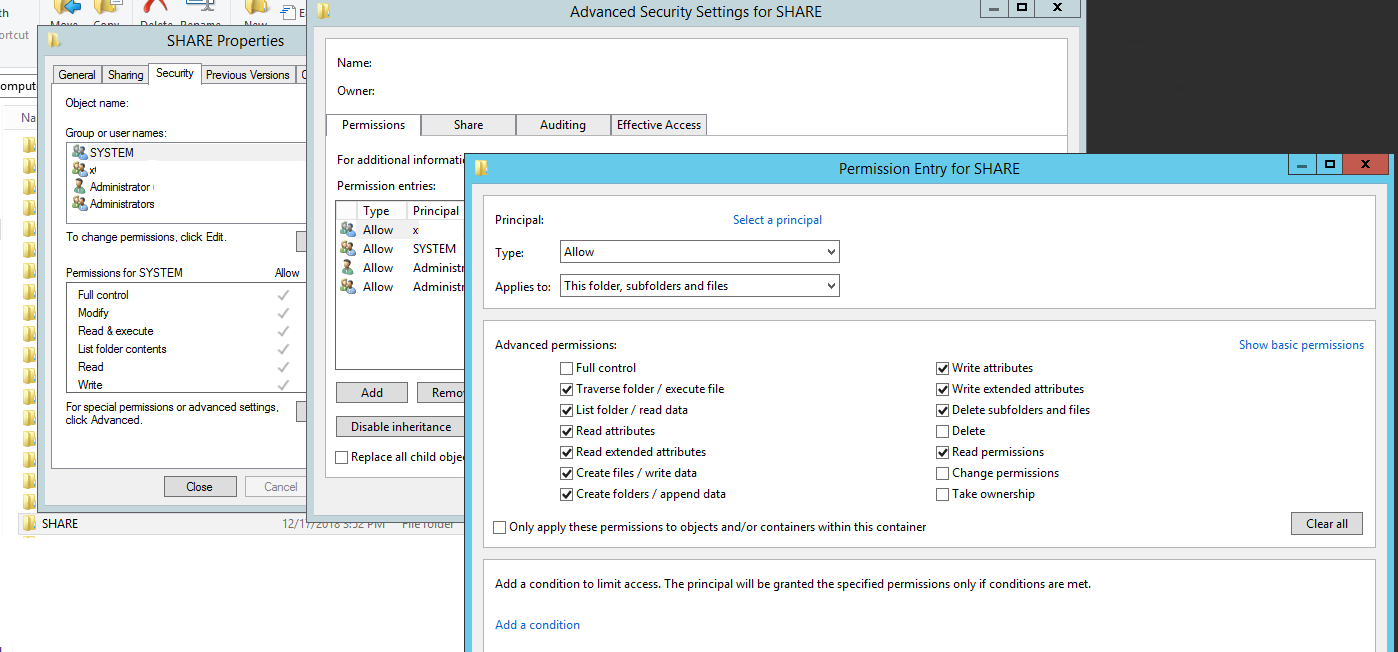 Move
Copy
Delete
Rename
New
SHARE Properties
General
Sharing
Security
Previous Versions
Object name:
Group or user names:
SYSTEM
x
Administrator
Administrators
To change permissions, click Edit.
Permissions for SYSTEM
Allow
Full control
Modify
Read & execute
List folder contents
Read
Write
For special permissions or advanced settings,
click Advanced.
Close
Cancel
SHARE
12/17/2018 3:52 PM
File folder
Advanced Security Settings for SHARE
Name:
Owner:
Permissions
Share
Auditing
Effective Access
For additional informatio
Permission entries:
Type
Principal
Allow
x
Allow
SYSTEM
Allow
Administr
Allow
Administr
Add
Remov
Disable inheritance
Replace all child objec
Permission Entry for SHARE
Principal:
Select a principal
Type:
Allow
Applies to:
This folder, subfolders and files
Advanced permissions:
Show basic permissions
Full control
Write attributes
Traverse folder / execute file
Write extended attributes
List folder / read data
Delete subfolders and files
Read attributes
Delete
Read extended attributes
Read permissions
Create files / write data
Change permissions
Create folders / append data
Take ownership
Only apply these permissions to objects and/or containers within this container
Clear all
Add a condition to limit access. The principal will be granted the specified permissions only if conditions are met.
Add a condition